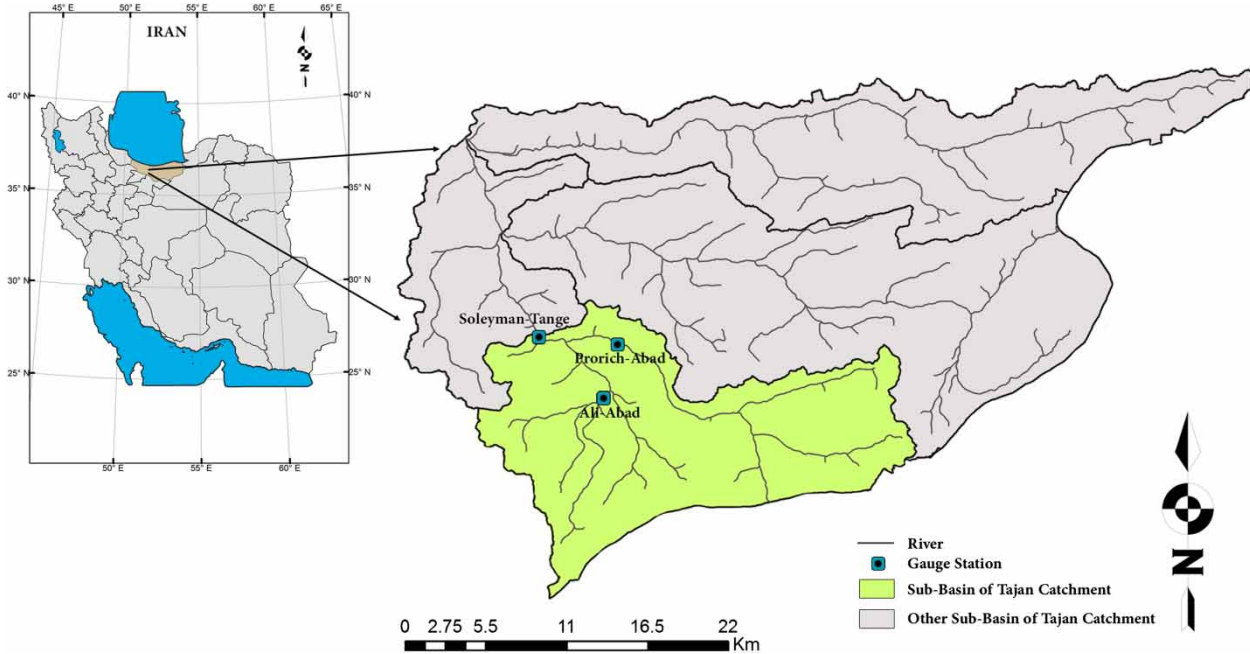 IRAN
45° E 50° E 55° E 60° E
N
40° N 40° N
35° N 35° N
30° N 30° N
25° N 25° N
50° E 55° E 60° E
Soleyman-Tange
Prorich-Abad
Ali-Abad
N
River
Gauge Station
Sub-Basin of Tajan Catchment
Other Sub-Basin of Tajan Catchment
0 2.75 5.5 11 16.5 22
Km